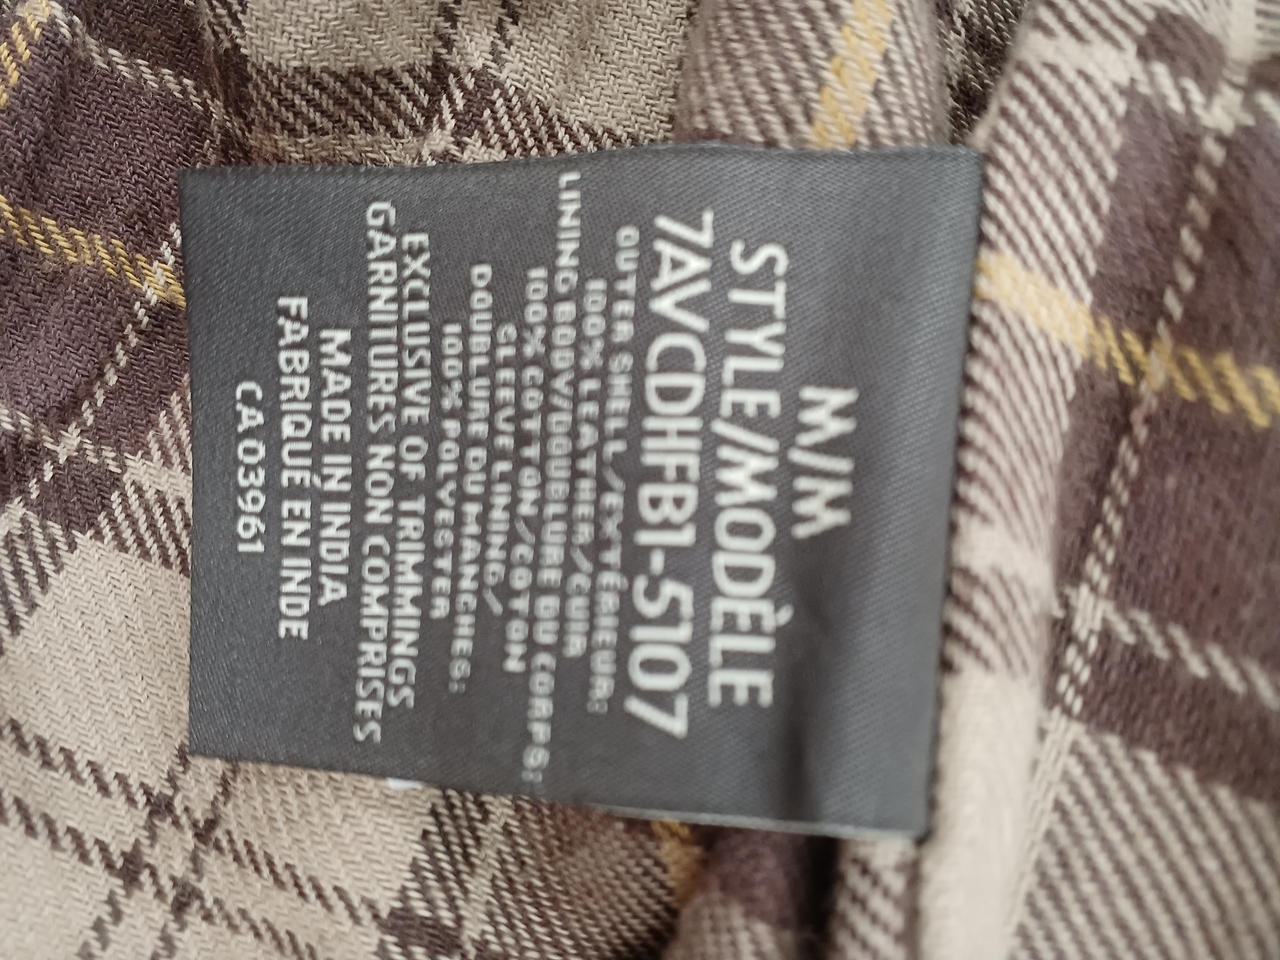 M/M
STYLE/MODÈLE
7AVCDHFB1-5107
OUTER SHELL/EXTÉRIEUR:
100% LEATHER/CUIR
LINING BODY/DOUBLURE DU CORPS:
100% COTTON/COTON
SLEEVE LINING/
DOUBLURE DU MANCHES:
100% POLYESTER
EXCLUSIVE OF TRIMMINGS
GARNITURES NON COMPRISES
MADE IN INDIA
FABRIQUÉ EN INDE
CA 03961